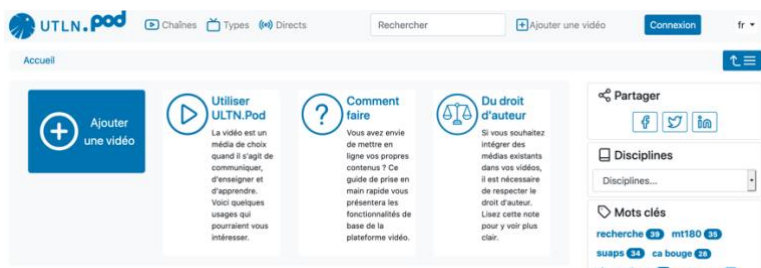 UTLN.pod Chaînes Types Directs Rechercher Ajouter une vidéo Connexion fr
Accueil
Ajouter
une vidéo
Utiliser
ULTN.Pod
La vidéo est un
média de choix
quand il s'agit de
communiquer,
d'enseigner et
d'apprendre.
Voici quelques
usages qui
pourraient vous
intéresser.
Comment
faire
Vous avez envie
de mettre en
ligne vos propres
contenus ? Ce
guide de prise en
main rapide vous
présentera les
fonctionnalités de
base de la
plateforme vidéo.
Du droit
d'auteur
Si vous souhaitez
intégrer des
médias existants
dans vos vidéos,
il est nécessaire
de respecter le
droit d'auteur.
Lisez cette note
pour y voir plus
clair.
Partager
Disciplines
Disciplines...
Mots clés
recherche 39 mt180 35
suaps 34 ca bouge 28